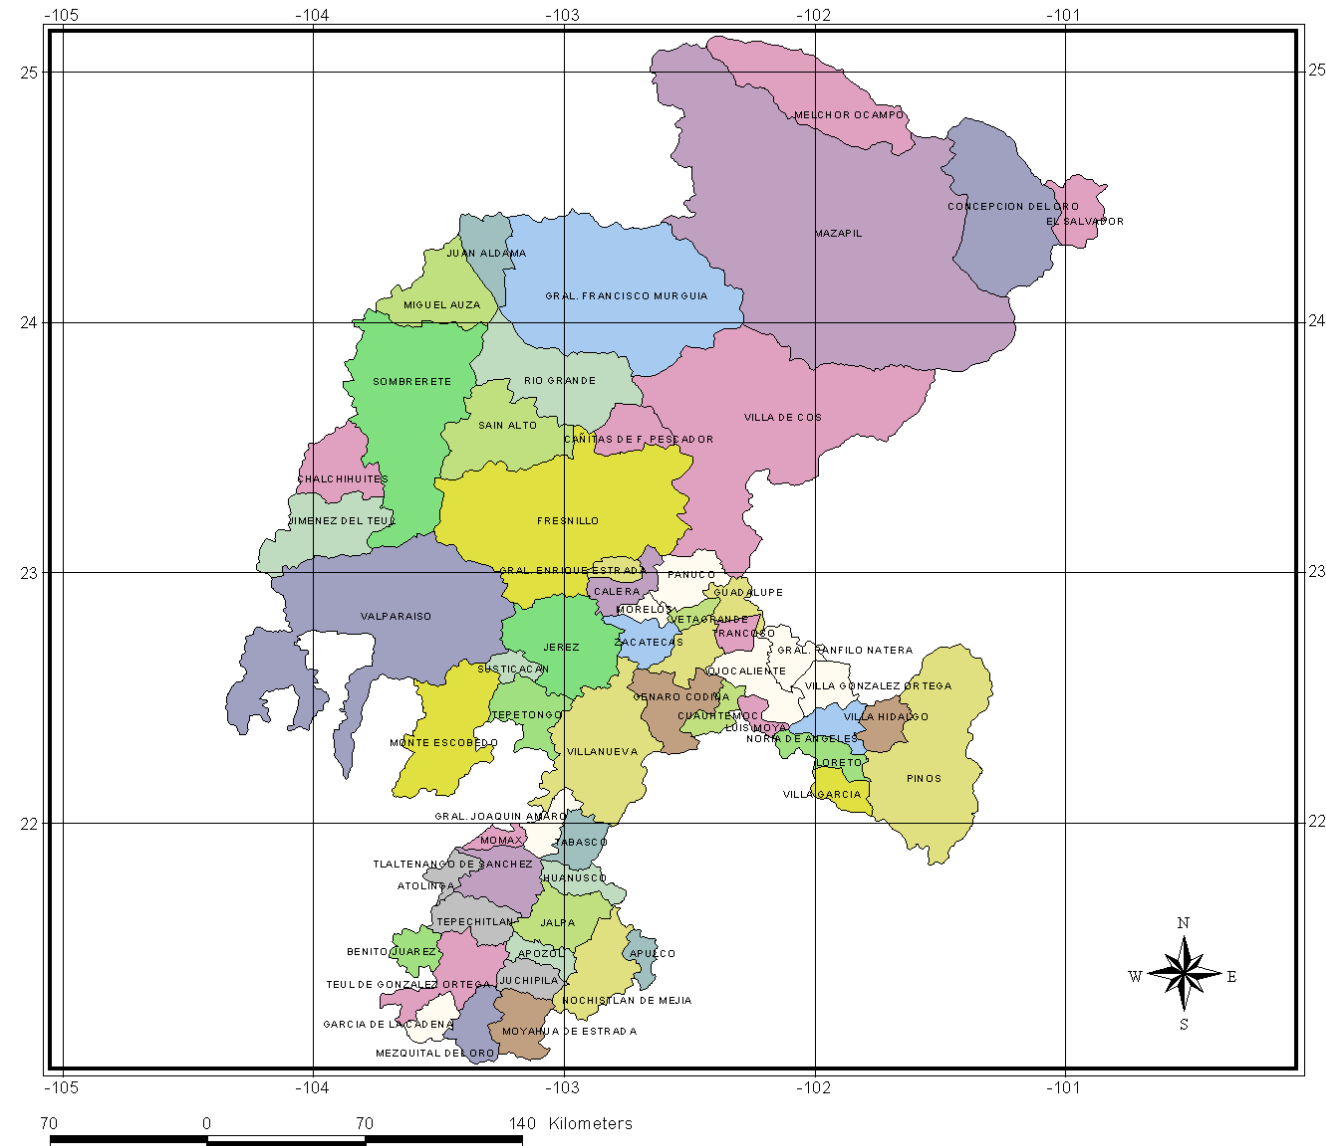 -105 -104 -103 -102 -101
25 25
MELCHOR OCAMPO
CONCEPCION DEL ORO
EL SALVADOR
MAZAPIL
JUAN ALDAMA
GRAL. FRANCISCO MURGUIA
MIGUEL AUZA
24 24
SOMBRERETE
RIO GRANDE
VILLA DE COS
SAIN ALTO
CAÑITAS DE F. PESCADOR
CHALCHIHUITES
JIMENEZ DEL TEUL
FRESNILLO
23 23
GRAL. ENRIQUE ESTRADA
PANUCO
CALERA
GUADALUPE
MORELOS
VALPARAISO
VETAGRANDE
TRANCOSO
ZACATECAS
JEREZ
GRAL. PANFILO NATERA
SUSTICACAN
OJOCALIENTE
VILLA GONZALEZ ORTEGA
GENARO CODINA
TEPETONGO
CUAUHTEMOC
VILLA HIDALGO
LUIS MOYA
NORIA DE ANGELES
MONTE ESCOBEDO
VILLANUEVA
LORETO
PINOS
VILLA GARCIA
GRAL. JOAQUIN AMARO
22 22
MOMAX
TABASCO
TLALTENANGO DE SANCHEZ
HUANUSCO
ATOLINGA
TEPECHITLAN
JALPA
BENITO JUAREZ
APOZOL
APULCO
JUCHIPILA
TEUL DE GONZALEZ ORTEGA
NOCHISTLAN DE MEJIA
GARCIA DE LA CADENA
MOYAHUA DE ESTRADA
MEZQUITAL DEL ORO
N
W E
S
-105 -104 -103 -102 -101
70 0 70 140 Kilometers